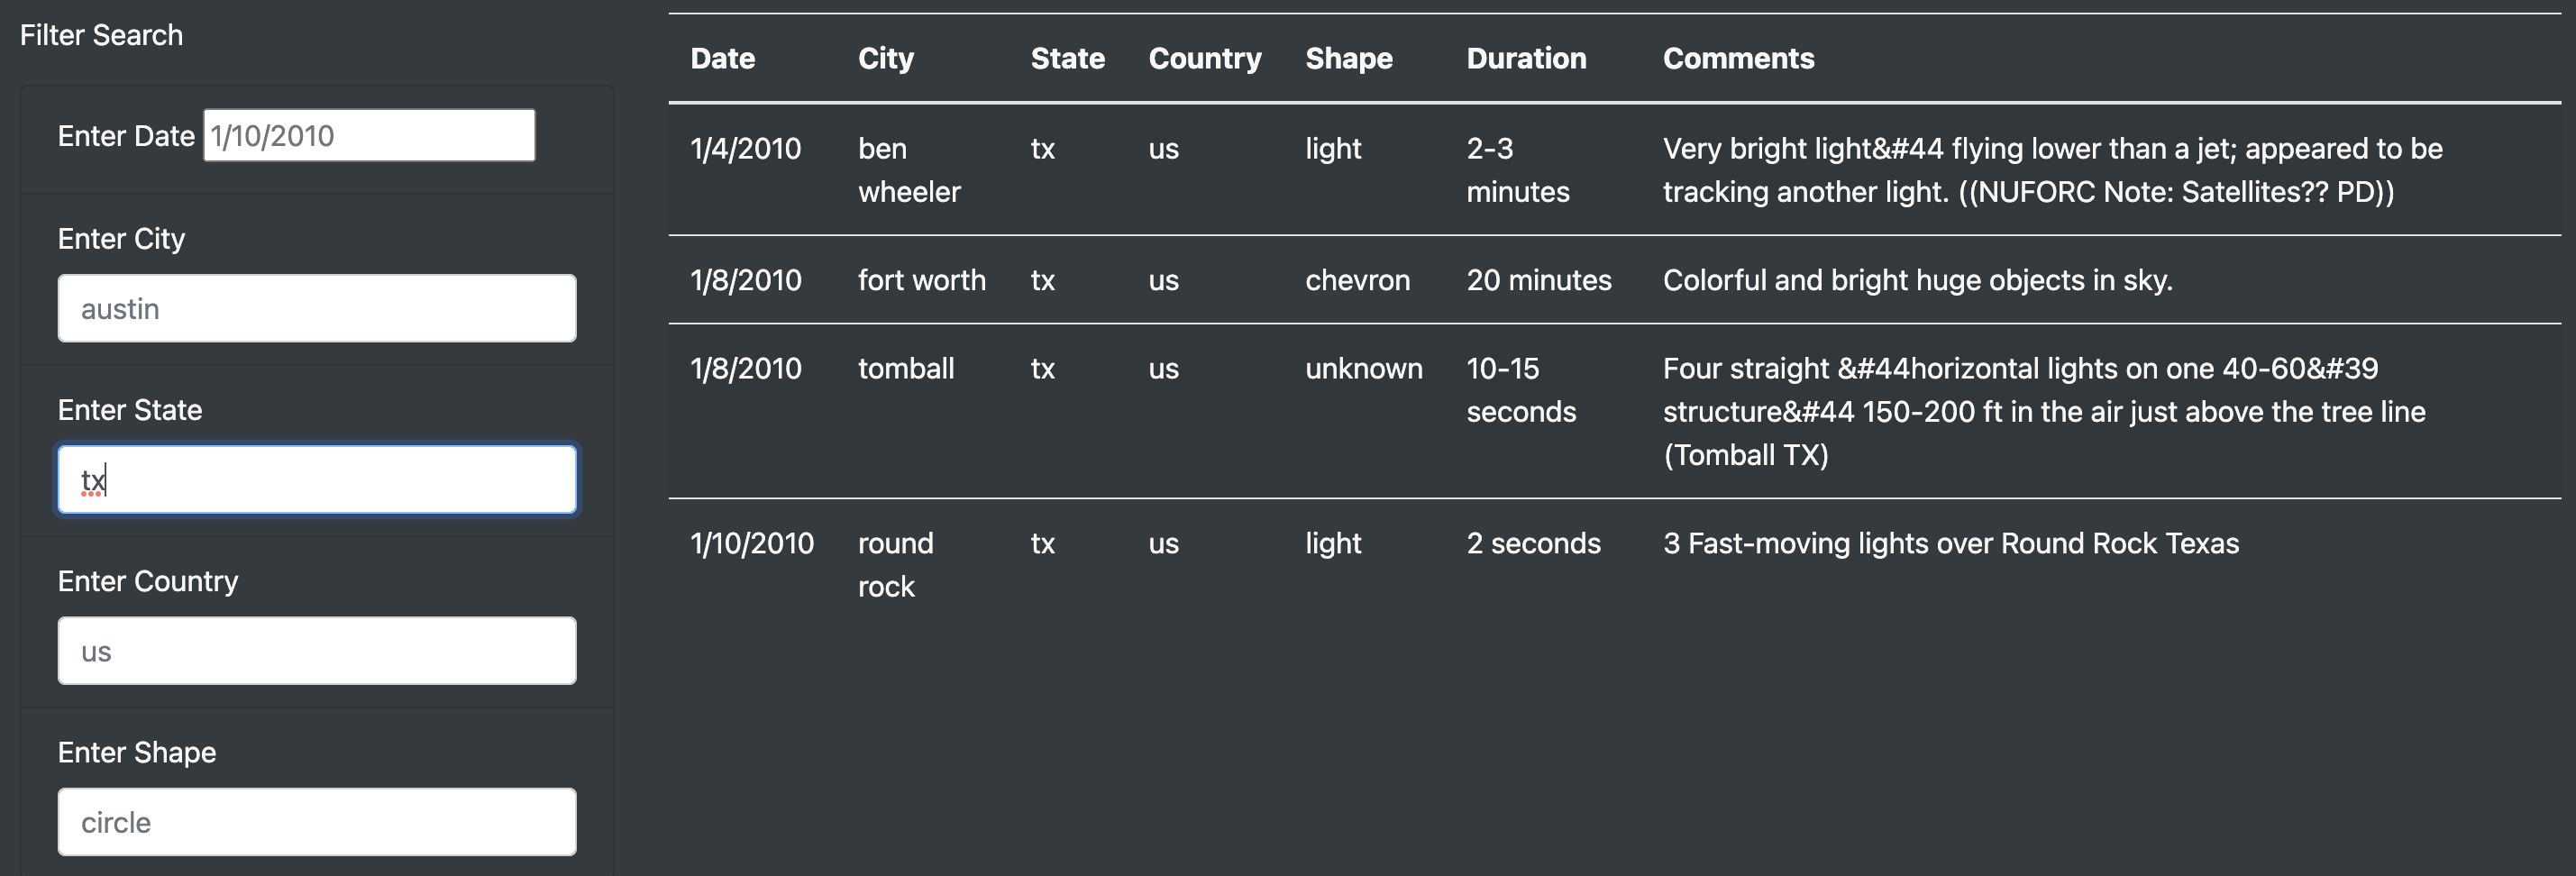 Filter Search
Enter Date 1/10/2010
Enter City
austin
Enter State
tx
Enter Country
us
Enter Shape
circle
Date City State Country Shape Duration Comments
1/4/2010 ben tx us light 2-3 Very bright light&#44 flying lower than a jet; appeared to be
wheeler minutes tracking another light. ((NUFORC Note: Satellites?? PD))
1/8/2010 fort worth tx us chevron 20 minutes Colorful and bright huge objects in sky.
1/8/2010 tomball tx us unknown 10-15 Four straight &#44horizontal lights on one 40-60&#39
seconds structure&#44 150-200 ft in the air just above the tree line
(Tomball TX)
1/10/2010 round tx us light 2 seconds 3 Fast-moving lights over Round Rock Texas
rock